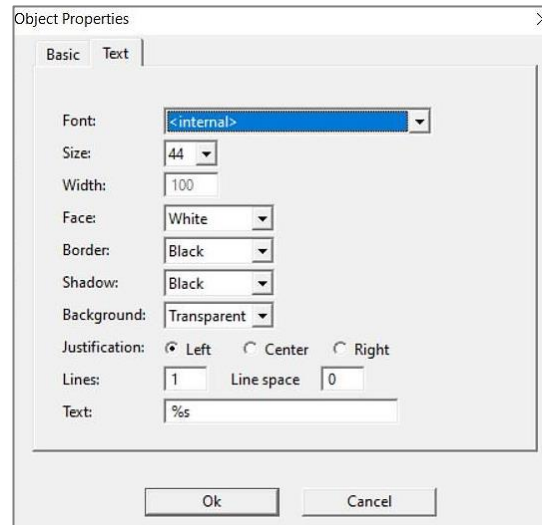 Object Properties
Basic Text
Font: <internal>
Size: 44
Width: 100
Face: White
Border: Black
Shadow: Black
Background: Transparent
Justification: Left Center Right
Lines: 1 Line space 0
Text: %s
Ok Cancel